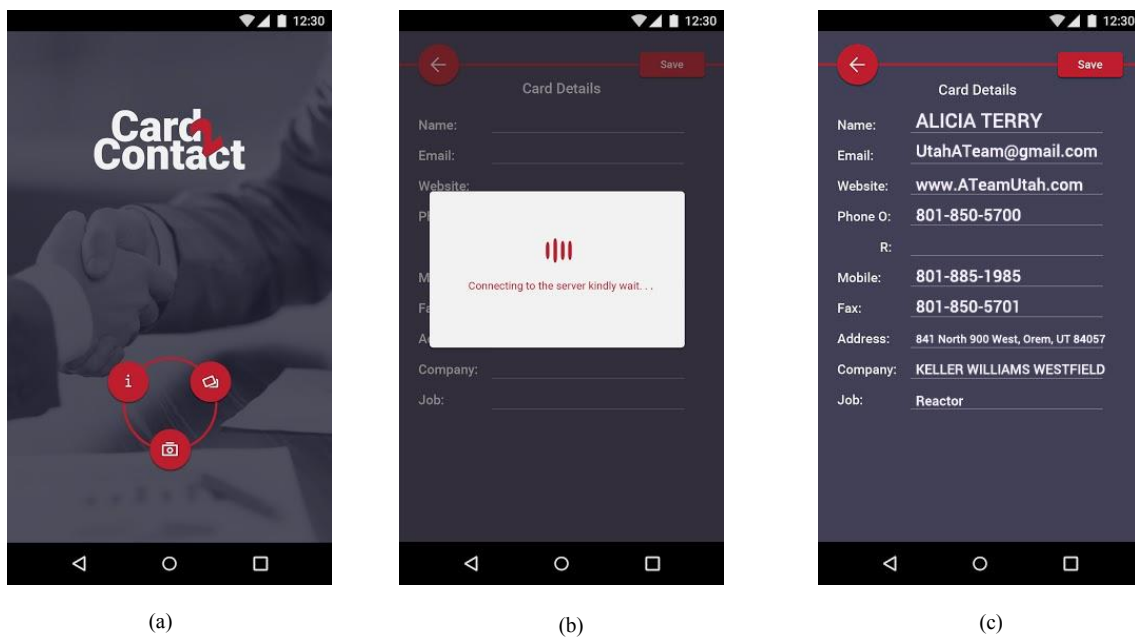 12:30
Card 2
Contact
i
(a)
12:30
Save
Card Details
Name:
Email:
Website:
Ph
M
Fa
A
Company:
Job:
Connecting to the server kindly wait. . .
(b)
12:30
Save
Card Details
Name: ALICIA TERRY
Email: UtahATeam@gmail.com
Website: www.ATeamUtah.com
Phone O: 801-850-5700
R:
Mobile: 801-885-1985
Fax: 801-850-5701
Address: 841 North 900 West, Orem, UT 84057
Company: KELLER WILLIAMS WESTFIELD
Job: Reactor
(c)